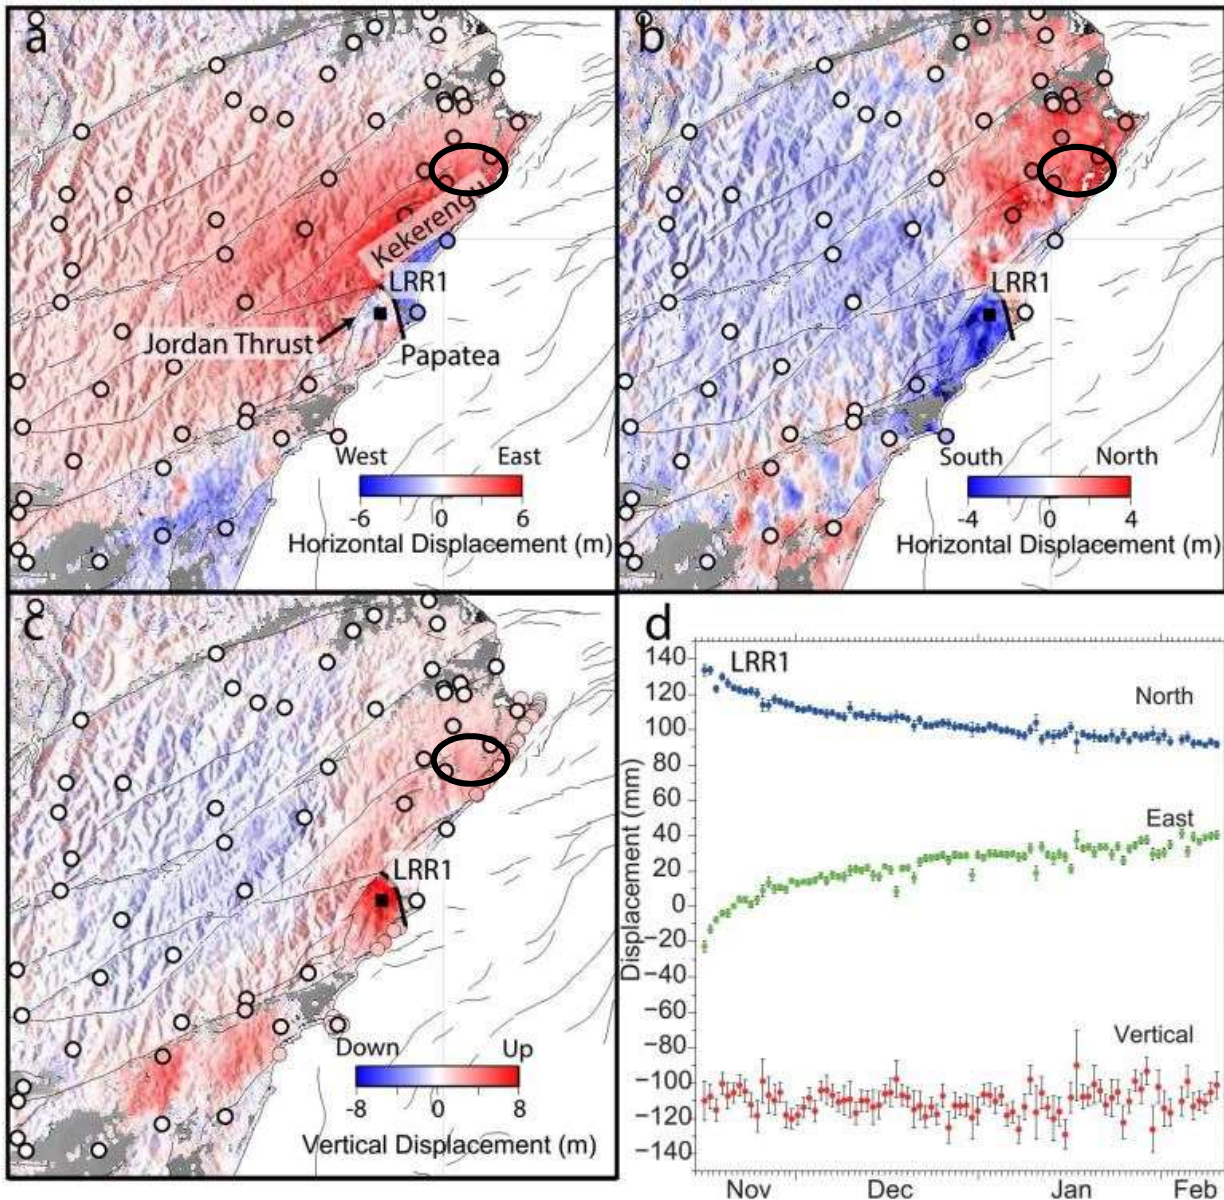 a
Kekerengu
LRR1
Jordan Thrust
Papatea
West East
-6 0 6
Horizontal Displacement (m)
b
LRR1
South North
-4 0 4
Horizontal Displacement (m)
c
LRR1
Down Up
-8 0 8
Vertical Displacement (m)
d
LRR1
North
East
Vertical
Displacement (mm)
140
120
100
80
60
40
20
0
−20
−40
−60
−80
−100
−120
−140
Nov Dec Jan Feb